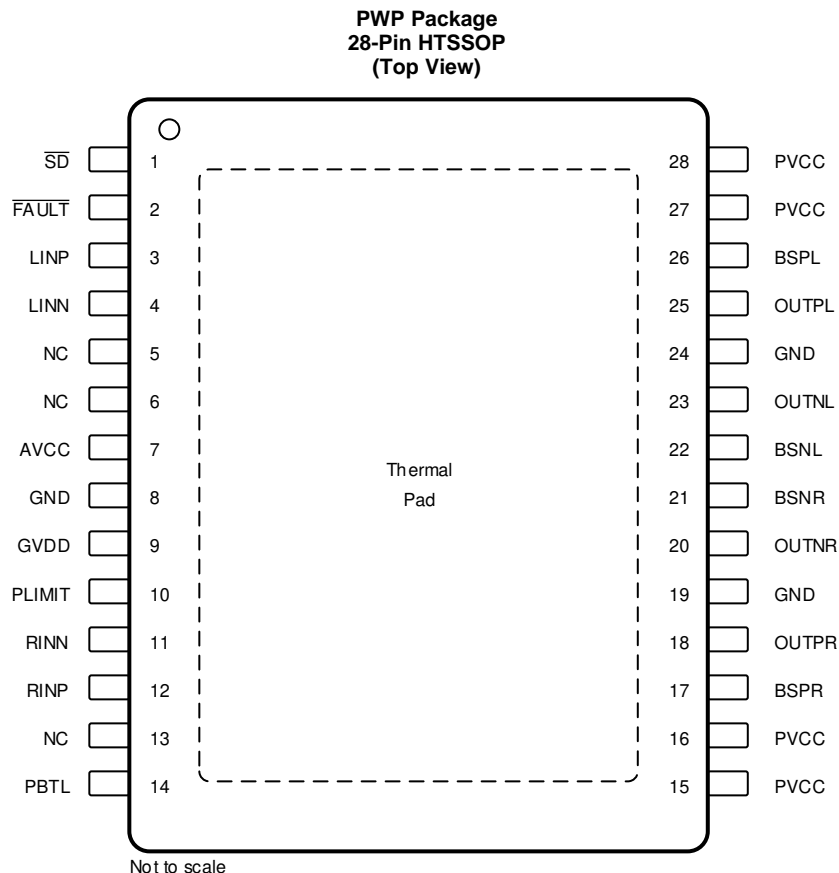 PWP Package
28-Pin HTSSOP
(Top View)
SD 1 28 PVCC
FAULT 2 27 PVCC
LINP 3 26 BSPL
LINN 4 25 OUTPL
NC 5 24 GND
NC 6 23 OUTNL
AVCC 7 22 BSNL
Thermal
Pad
GND 8 21 BSNR
GVDD 9 20 OUTNR
PLIMIT 10 19 GND
RINN 11 18 OUTPR
RINP 12 17 BSPR
NC 13 16 PVCC
PBTL 14 15 PVCC
Not to scale